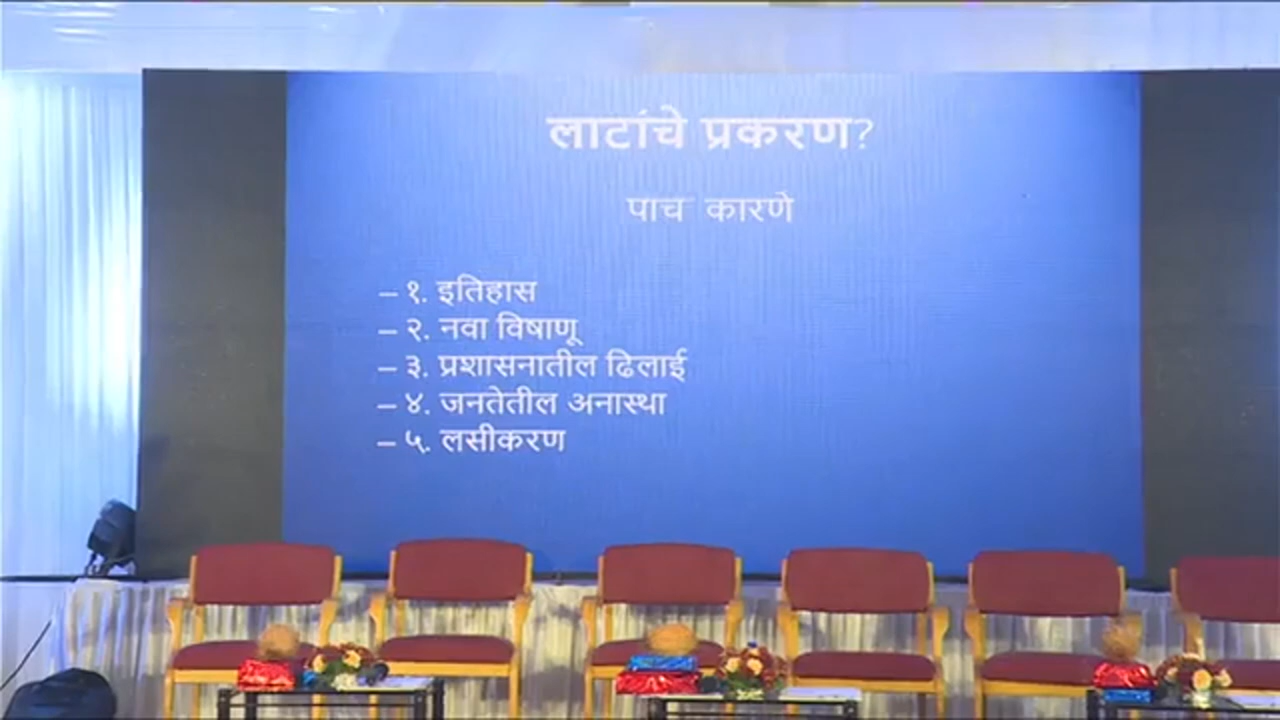 लाटांचे प्रकरण?
पाच कारणे
– १. इतिहास
– २. नवा विषाणू
– ३. प्रशासनातील ढिलाई
– ४. जनतेतील अनास्था
– ५. लसीकरण